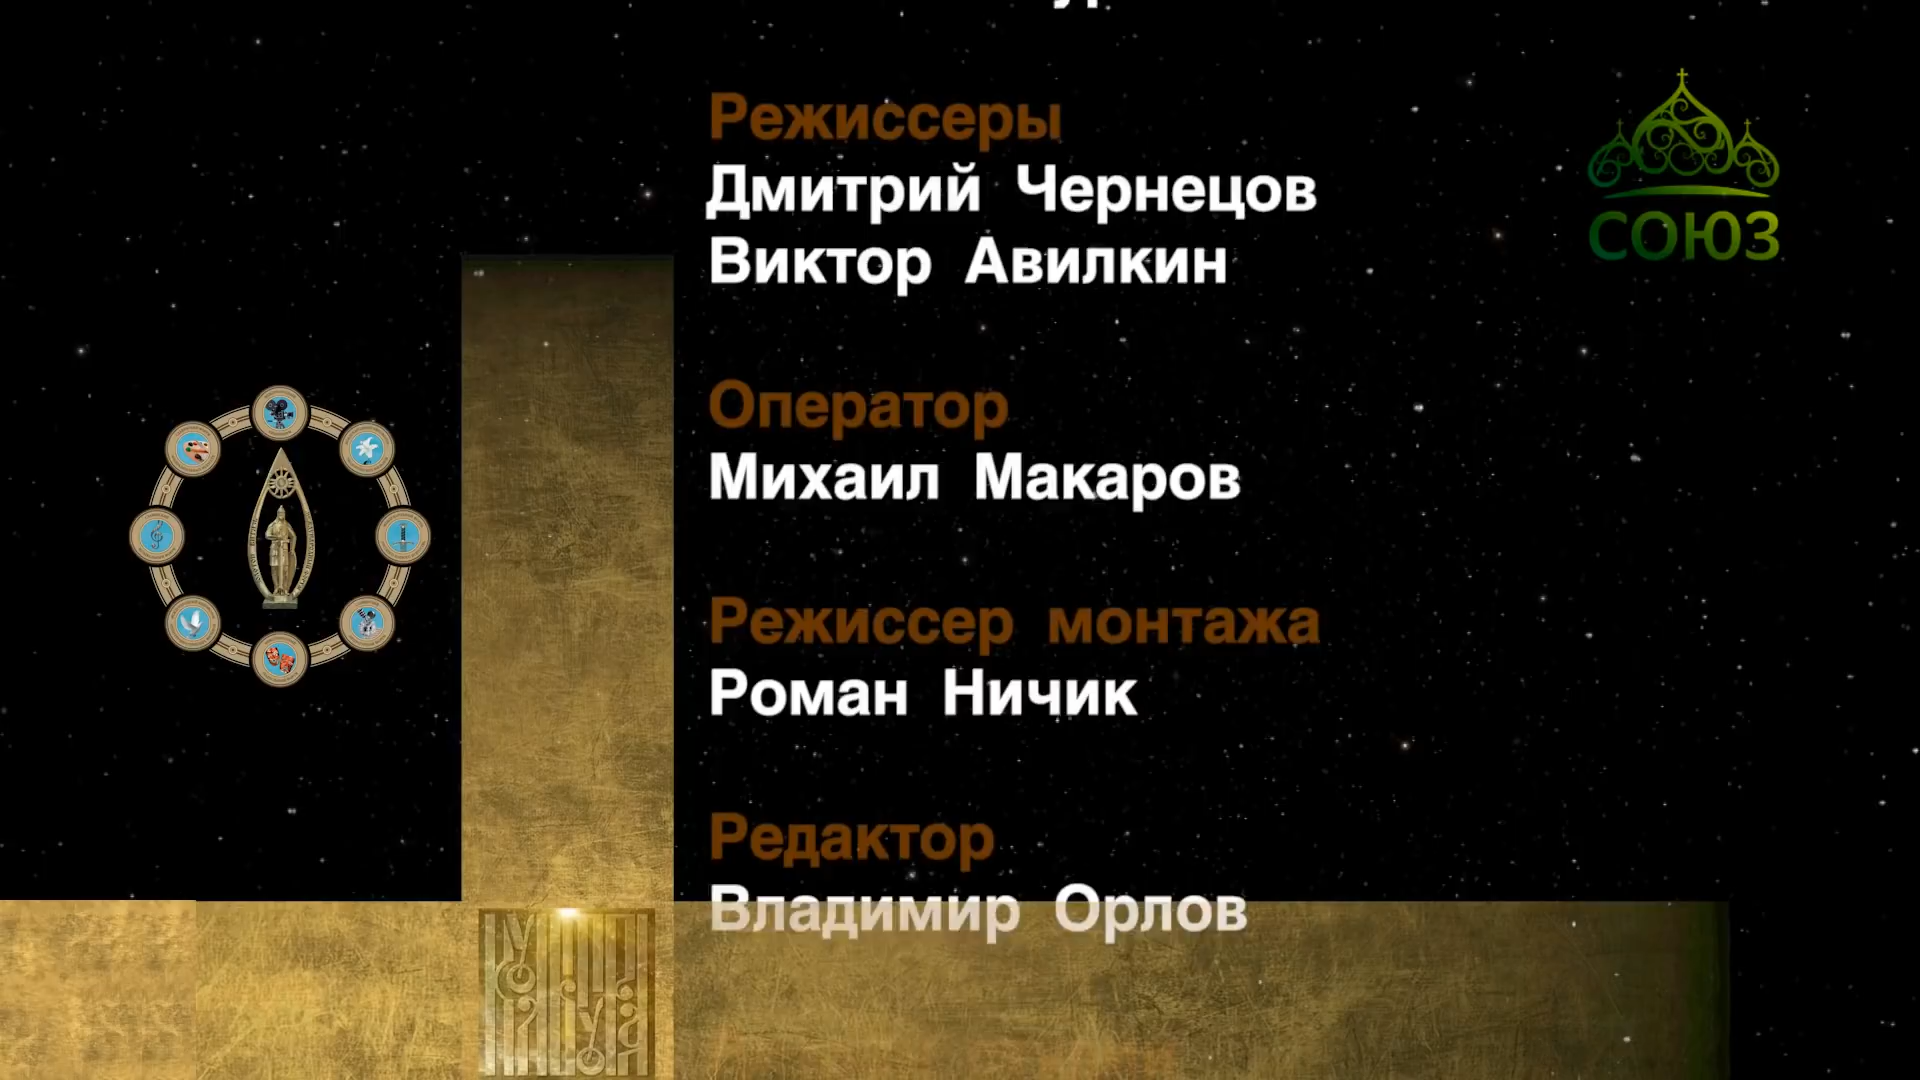 Режиссеры
Дмитрий Чернецов
Виктор Авилкин
СОЮЗ
Оператор
Михаил Макаров
Режиссер монтажа
Роман Ничик
Редактор
Владимир Орлов